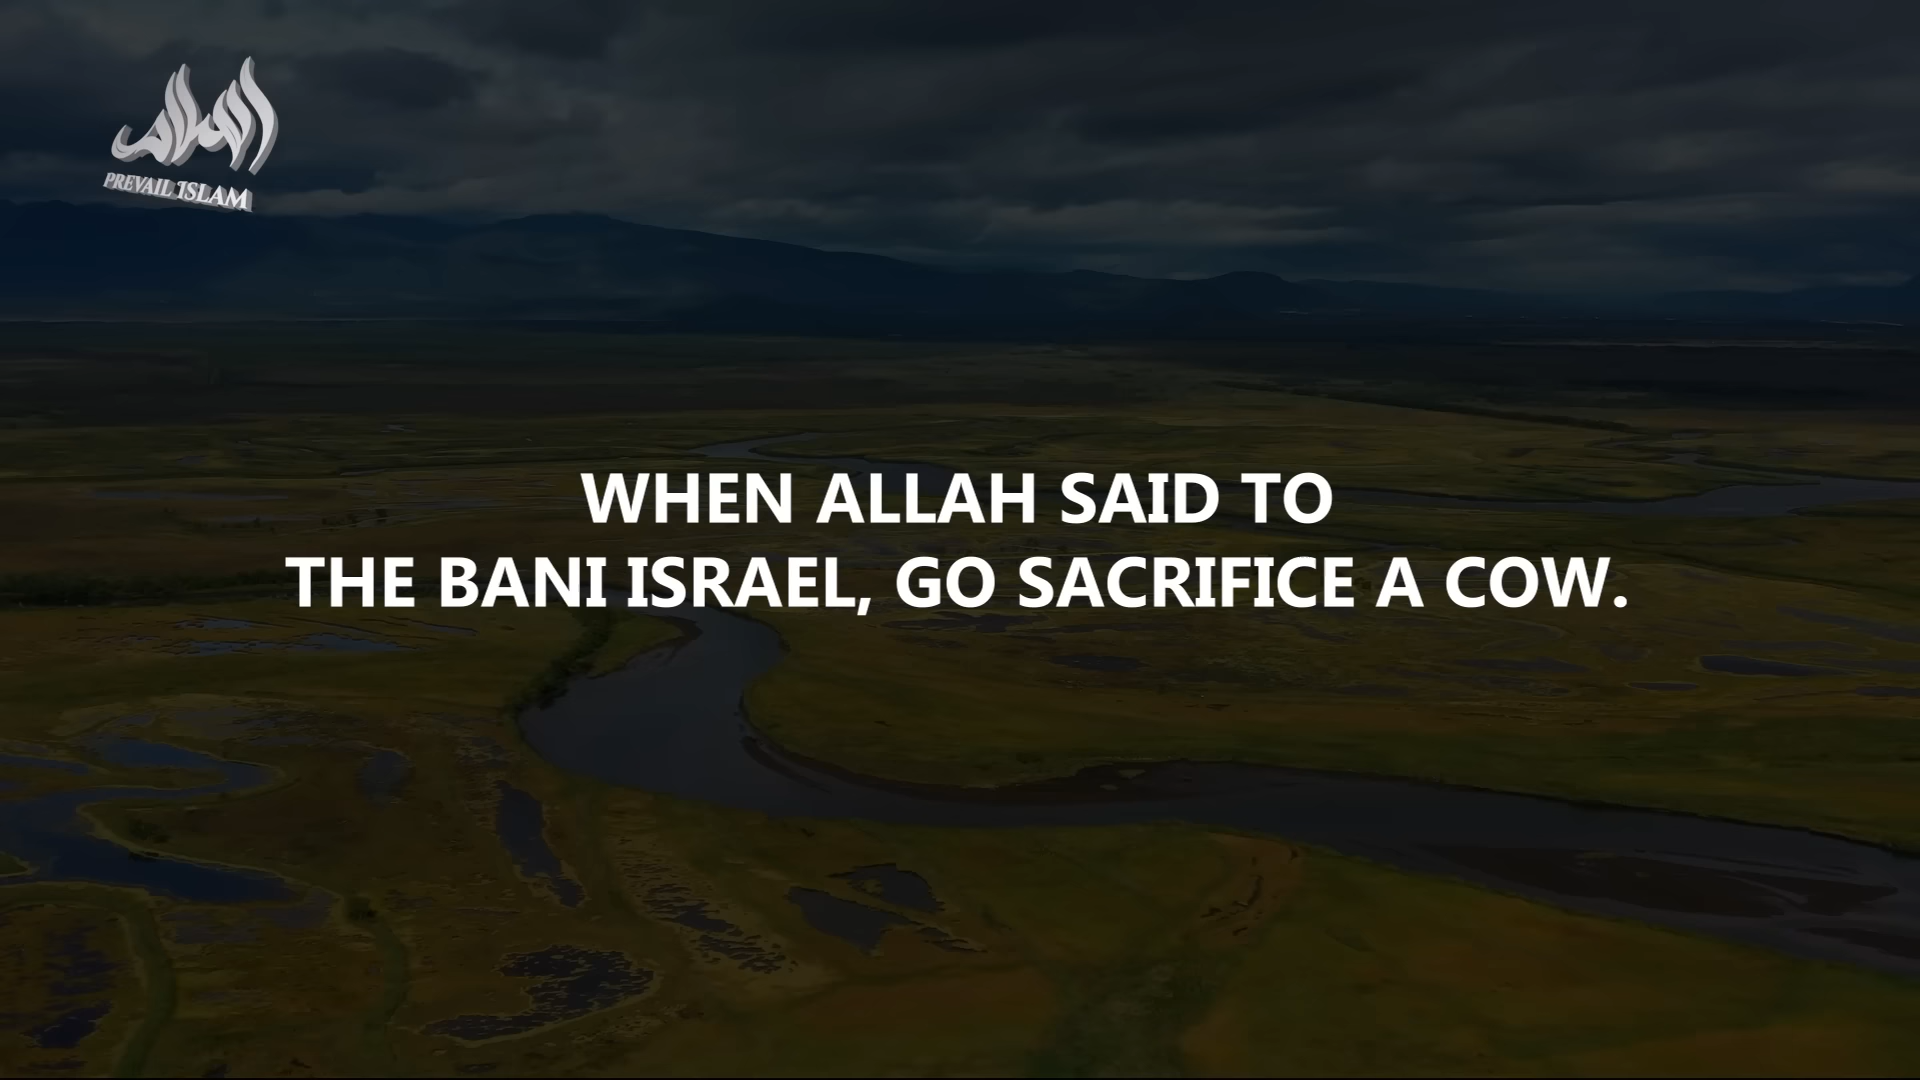 PREVAIL ISLAM
WHEN ALLAH SAID TO
THE BANI ISRAEL, GO SACRIFICE A COW.